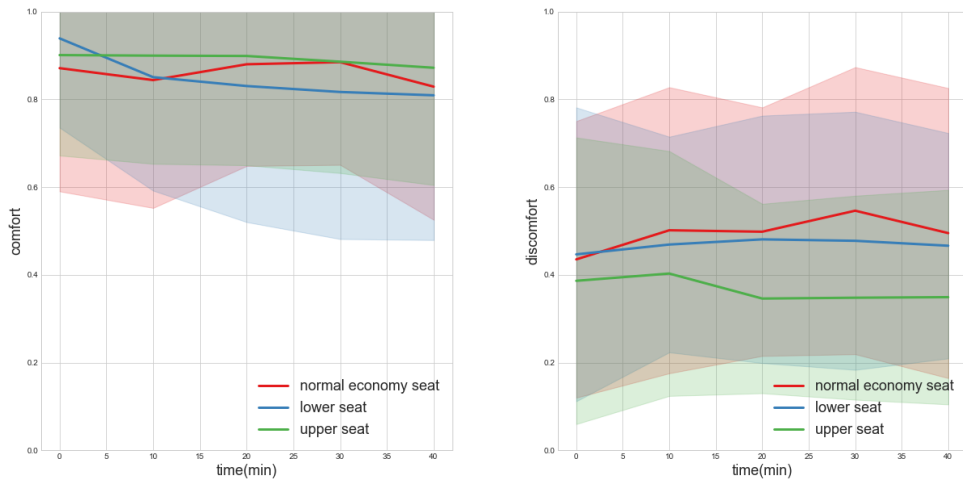 1.0
0.8
0.6
0.4
0.2
0.0
comfort
0 5 10 15 20 25 30 35 40
time(min)
normal economy seat
lower seat
upper seat
1.0
0.8
0.6
0.4
0.2
0.0
discomfort
0 5 10 15 20 25 30 35 40
time(min)
normal economy seat
lower seat
upper seat